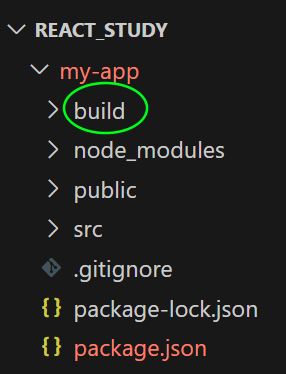 REACT_STUDY
my-app
build
node_modules
public
src
.gitignore
{} package-lock.json
{} package.json